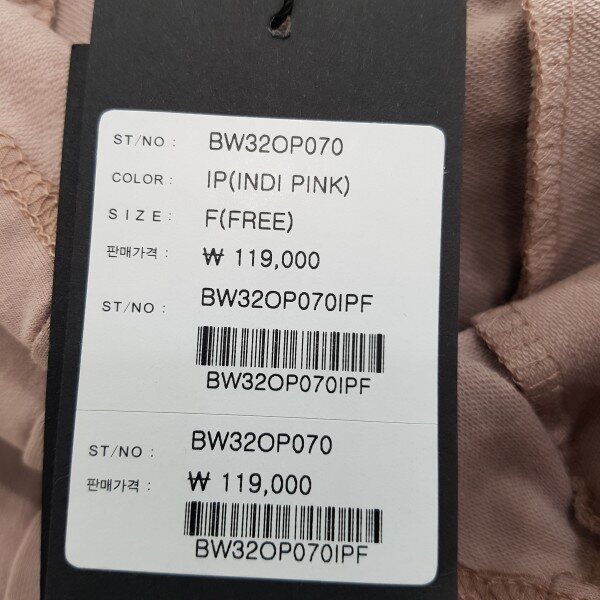 ST/NO : BW32OP070
COLOR : IP(INDI PINK)
SIZE : F(FREE)
판매가격 : ₩ 119,000
ST/NO : BW32OP070IPF
BW32OP070IPF
ST/NO : BW32OP070
판매가격 : ₩ 119,000
BW32OP070IPF